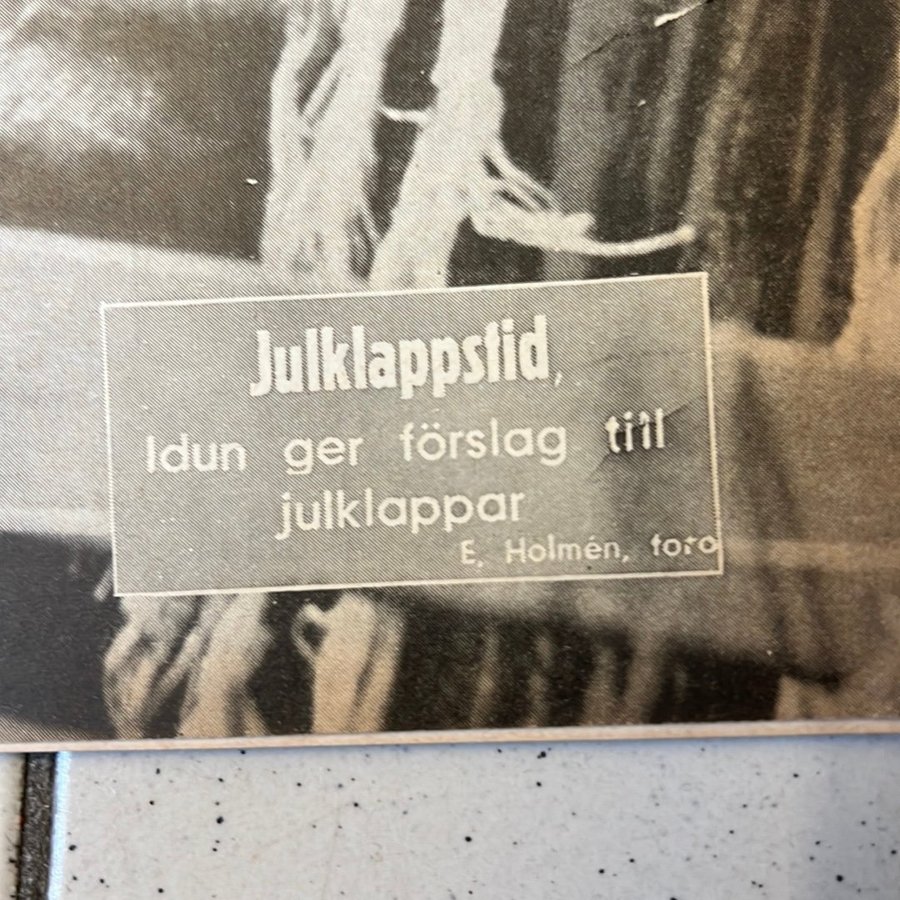 Julklappstid,
Idun ger förslag till
julklappar
E, Holmén, foto